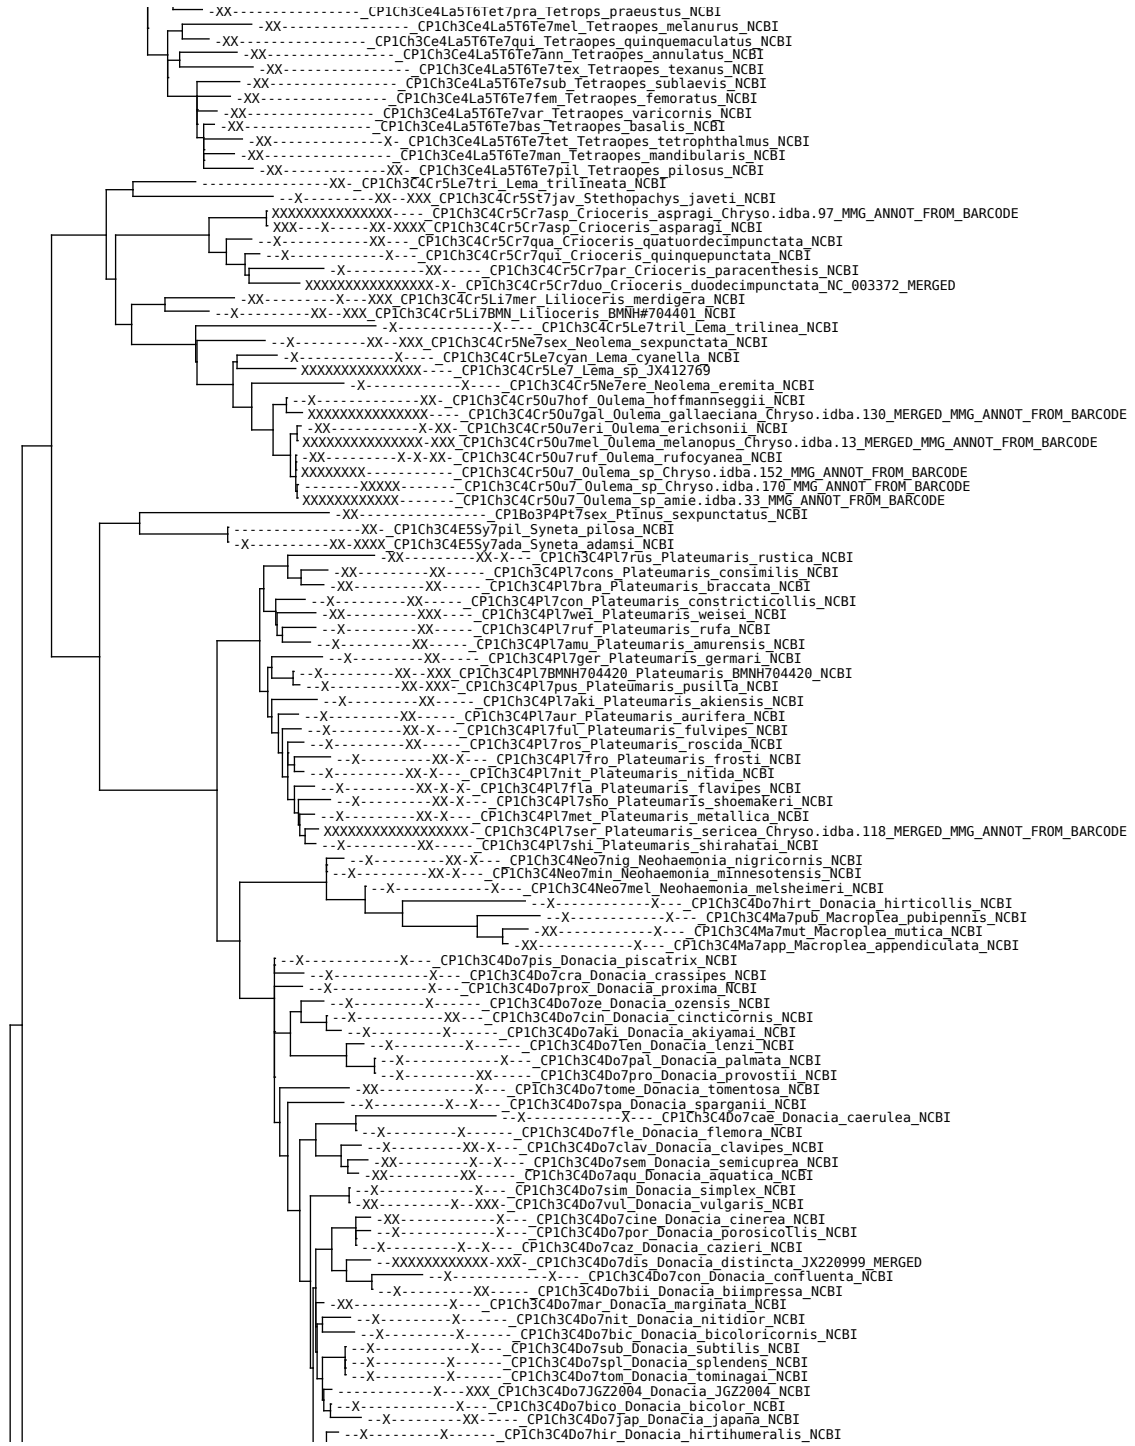 -XX----------------_CP1Ch3Ce4La5T6Tet7pra_Tetrops_praeustus_NCBI
-XX----------------_CP1Ch3Ce4La5T6Te7mel_Tetraopes_melanurus_NCBI
-XX----------------_CP1Ch3Ce4La5T6Te7qui_Tetraopes_quinquemaculatus_NCBI
-XX----------------_CP1Ch3Ce4La5T6Te7ann_Tetraopes_annulatus_NCBI
-XX----------------_CP1Ch3Ce4La5T6Te7tex_Tetraopes_texanus_NCBI
-XX----------------_CP1Ch3Ce4La5T6Te7sub_Tetraopes_sublaevis_NCBI
-XX----------------_CP1Ch3Ce4La5T6Te7fem_Tetraopes_femoratus_NCBI
-XX----------------_CP1Ch3Ce4La5T6Te7var_Tetraopes_varicornis_NCBI
-XX----------------_CP1Ch3Ce4La5T6Te7bas_Tetraopes_basalis_NCBI
-XX--------------X-_CP1Ch3Ce4La5T6Te7tet_Tetraopes_tetrophthalmus_NCBI
-XX----------------_CP1Ch3Ce4La5T6Te7man_Tetraopes_mandibularis_NCBI
-XX-------------XX-_CP1Ch3Ce4La5T6Te7pil_Tetraopes_pilosus_NCBI
----------------XX-_CP1Ch3C4Cr5Le7tri_Lema_trilineata_NCBI
--X---------XX--XXX_CP1Ch3C4Cr5St7jav_Stethopachys_javeti_NCBI
XXXXXXXXXXXXXXX----_CP1Ch3C4Cr5Cr7asp_Crioceris_aspragi_Chryso.idba.97_MMG_ANNOT_FROM_BARCODE
XXX---X-----XX-XXXX_CP1Ch3C4Cr5Cr7asp_Crioceris_asparagi_NCBI
--X-----------XX---_CP1Ch3C4Cr5Cr7qua_Crioceris_quatuordecimpunctata_NCBI
--X------------X---_CP1Ch3C4Cr5Cr7qui_Crioceris_quinquepunctata_NCBI
-X----------XX-----_CP1Ch3C4Cr5Cr7par_Crioceris_paracenthesis_NCBI
XXXXXXXXXXXXXXXX-X-_CP1Ch3C4Cr5Cr7duo_Crioceris_duodecimpunctata_NC_003372_MERGED
-XX---------X---XXX_CP1Ch3C4Cr5Li7mer_Lilioceris_merdigera_NCBI
--X---------XX--XXX_CP1Ch3C4Cr5Li7BMN_Lilioceris_BMNH#704401_NCBI
-X------------X----_CP1Ch3C4Cr5Le7tril_Lema_trilinea_NCBI
--X---------XX--XXX_CP1Ch3C4Cr5Ne7sex_Neolema_sexpunctata_NCBI
-X------------X----_CP1Ch3C4Cr5Le7cyan_Lema_cyanella_NCBI
XXXXXXXXXXXXXXX----_CP1Ch3C4Cr5Le7_Lema_sp_JX412769
-X------------X----_CP1Ch3C4Cr5Ne7ere_Neolema_eremita_NCBI
--X-------------XX-_CP1Ch3C4Cr5Ou7hof_Oulema_hoffmannseggii_NCBI
XXXXXXXXXXXXXXX----_CP1Ch3C4Cr5Ou7gal_Oulema_gallaeciana_Chryso.idba.130_MERGED_MMG_ANNOT_FROM_BARCODE
-XX-----------X-XX-_CP1Ch3C4Cr5Ou7eri_Oulema_erichsonii_NCBI
XXXXXXXXXXXXXXX-XXX_CP1Ch3C4Cr5Ou7mel_Oulema_melanopus_Chryso.idba.13_MERGED_MMG_ANNOT_FROM_BARCODE
-XX---------X-X-XX-_CP1Ch3C4Cr5Ou7ruf_Oulema_rufocyanea_NCBI
XXXXXXXX-----------_CP1Ch3C4Cr5Ou7_Oulema_sp_Chryso.idba.152_MMG_ANNOT_FROM_BARCODE
-------XXXXX-------_CP1Ch3C4Cr5Ou7_Oulema_sp_Chryso.idba.170_MMG_ANNOT_FROM_BARCODE
XXXXXXXXXXXX-------_CP1Ch3C4Cr5Ou7_Oulema_sp_amie.idba.33_MMG_ANNOT_FROM_BARCODE
-XX----------------_CP1Bo3P4Pt7sex_Ptinus_sexpunctatus_NCBI
----------------XX-_CP1Ch3C4E5Sy7pil_Syneta_pilosa_NCBI
-X----------XX-XXXX_CP1Ch3C4E5Sy7ada_Syneta_adamsi_NCBI
-XX---------XX-X---_CP1Ch3C4Pl7rus_Plateumaris_rustica_NCBI
-XX---------XX-----_CP1Ch3C4Pl7cons_Plateumaris_consimilis_NCBI
-XX---------XX-----_CP1Ch3C4Pl7bra_Plateumaris_braccata_NCBI
--X---------XX-----_CP1Ch3C4Pl7con_Plateumaris_constricticollis_NCBI
-XX---------XXX----_CP1Ch3C4Pl7wei_Plateumaris_weisei_NCBI
--X---------XX-----_CP1Ch3C4Pl7ruf_Plateumaris_rufa_NCBI
--X---------XX-----_CP1Ch3C4Pl7amu_Plateumaris_amurensis_NCBI
--X---------XX-----_CP1Ch3C4Pl7ger_Plateumaris_germari_NCBI
--X---------XX--XXX_CP1Ch3C4Pl7BMNH704420_Plateumaris_BMNH704420_NCBI
--X---------XX-XXX-_CP1Ch3C4Pl7pus_Plateumaris_pusilla_NCBI
--X---------XX-----_CP1Ch3C4Pl7aki_Plateumaris_akiensis_NCBI
--X---------XX-----_CP1Ch3C4Pl7aur_Plateumaris_aurifera_NCBI
--X---------XX-X---_CP1Ch3C4Pl7ful_Plateumaris_fulvipes_NCBI
--X---------XX-----_CP1Ch3C4Pl7ros_Plateumaris_roscida_NCBI
--X---------XX-X---_CP1Ch3C4Pl7fro_Plateumaris_frosti_NCBI
--X---------XX-X---_CP1Ch3C4Pl7nit_Plateumaris_nitida_NCBI
--X---------XX-X-X-_CP1Ch3C4Pl7fla_Plateumaris_flavipes_NCBI
--X---------XX-X---_CP1Ch3C4Pl7sho_Plateumaris_shoemakeri_NCBI
--X---------XX-----_CP1Ch3C4Pl7met_Plateumaris_metallica_NCBI
XXXXXXXXXXXXXXXXXX-_CP1Ch3C4Pl7ser_Plateumaris_sericea_Chryso.idba.118_MERGED_MMG_ANNOT_FROM_BARCODE
--X---------XX-----_CP1Ch3C4Pl7shi_Plateumaris_shirahatai_NCBI
--X---------XX-X---_CP1Ch3C4Neo7nig_Neohaemonia_nigricornis_NCBI
--X---------XX-X---_CP1Ch3C4Neo7min_Neohaemonia_minnesotensis_NCBI
--X------------X---_CP1Ch3C4Neo7mel_Neohaemonia_melsheimeri_NCBI
--X------------X---_CP1Ch3C4Do7hirt_Donacia_hirticollis_NCBI
--X------------X---_CP1Ch3C4Ma7pub_Macroplea_pubipennis_NCBI
-XX------------X---_CP1Ch3C4Ma7mut_Macroplea_mutica_NCBI
-XX------------X---_CP1Ch3C4Ma7app_Macroplea_appendiculata_NCBI
--X------------X---_CP1Ch3C4Do7pis_Donacia_piscatrix_NCBI
--X------------X---_CP1Ch3C4Do7cra_Donacia_crassipes_NCBI
--X------------X---_CP1Ch3C4Do7prox_Donacia_proxima_NCBI
--X---------X------_CP1Ch3C4Do7oze_Donacia_ozensis_NCBI
--X-----------XX---_CP1Ch3C4Do7cin_Donacia_cincticornis_NCBI
--X---------X------_CP1Ch3C4Do7aki_Donacia_akiyamai_NCBI
--X---------X------_CP1Ch3C4Do7len_Donacia_lenzi_NCBI
--X------------X---_CP1Ch3C4Do7pal_Donacia_palmata_NCBI
--X---------XX-----_CP1Ch3C4Do7pro_Donacia_provostii_NCBI
-XX------------X---_CP1Ch3C4Do7tome_Donacia_tomentosa_NCBI
--X---------X--X---_CP1Ch3C4Do7spa_Donacia_sparganii_NCBI
--X------------X---_CP1Ch3C4Do7cae_Donacia_caerulea_NCBI
--X---------X------_CP1Ch3C4Do7fle_Donacia_flemora_NCBI
--X---------XX-X---_CP1Ch3C4Do7clav_Donacia_clavipes_NCBI
-XX---------X--X---_CP1Ch3C4Do7sem_Donacia_semicuprea_NCBI
-XX---------XX-----_CP1Ch3C4Do7aqu_Donacia_aquatica_NCBI
--X------------X---_CP1Ch3C4Do7sim_Donacia_simplex_NCBI
-XX---------X--XXX-_CP1Ch3C4Do7vul_Donacia_vulgaris_NCBI
-XX------------X---_CP1Ch3C4Do7cine_Donacia_cinerea_NCBI
--X------------X---_CP1Ch3C4Do7por_Donacia_porosicollis_NCBI
--X---------X--X---_CP1Ch3C4Do7caz_Donacia_cazieri_NCBI
--XXXXXXXXXXXX-XXX-_CP1Ch3C4Do7dis_Donacia_distincta_JX220999_MERGED
--X------------X---_CP1Ch3C4Do7con_Donacia_confluenta_NCBI
--X---------XX-----_CP1Ch3C4Do7bii_Donacia_biimpressa_NCBI
-XX------------X---_CP1Ch3C4Do7mar_Donacia_marginata_NCBI
--X---------X------_CP1Ch3C4Do7nit_Donacia_nitidior_NCBI
--X---------X------_CP1Ch3C4Do7bic_Donacia_bicoloricornis_NCBI
--X------------X---_CP1Ch3C4Do7sub_Donacia_subtilis_NCBI
--X---------X------_CP1Ch3C4Do7spl_Donacia_splendens_NCBI
--X---------X------_CP1Ch3C4Do7tom_Donacia_tominagai_NCBI
------------X---XXX_CP1Ch3C4Do7JGZ2004_Donacia_JGZ2004_NCBI
--X---------X------_CP1Ch3C4Do7bico_Donacia_bicolor_NCBI
--X---------XX-----_CP1Ch3C4Do7jap_Donacia_japana_NCBI
--X---------X------_CP1Ch3C4Do7hir_Donacia_hirtihumeralis_NCBI